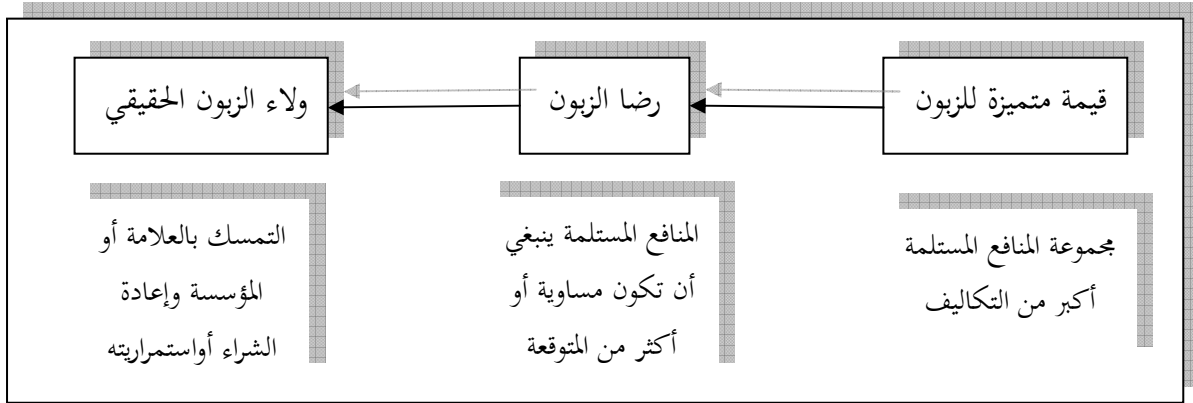 قيمة متميزة للزبون
رضا الزبون
ولاء الزبون الحقيقي
مجموعة المنافع المستلمة
أكبر من التكاليف
المنافع المستلمة ينبغي
أن تكون مساوية أو
أكثر من المتوقعة
التمسك بالعلامة أو
المؤسسة وإعادة
الشراء أواستمراريته